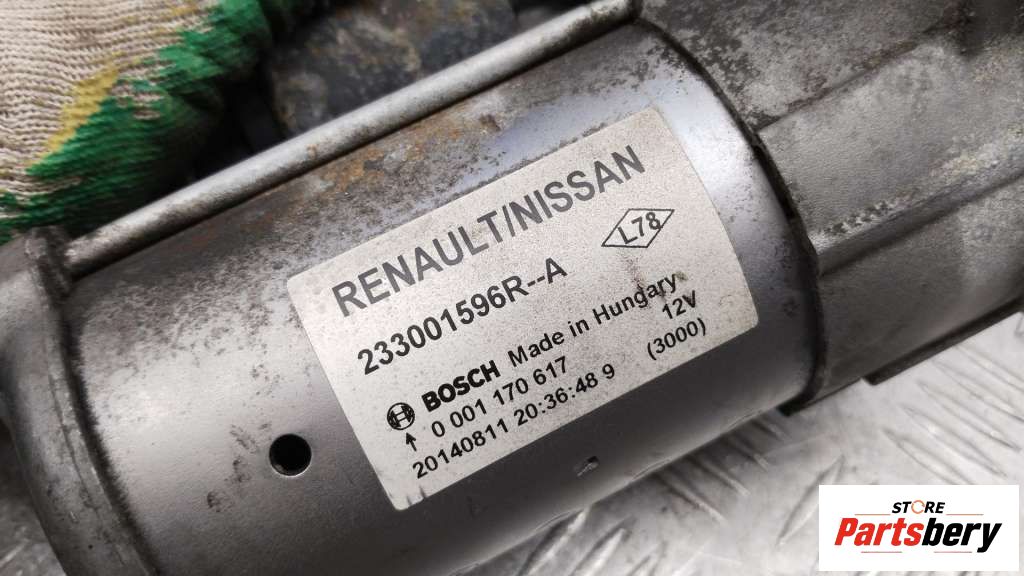 RENAULT/NISSAN
233001596R--A
L78
BOSCH Made in Hungary
12V
0 001 170 617
(3000)
20140811 20:36:48 9
STORE
Partsbery